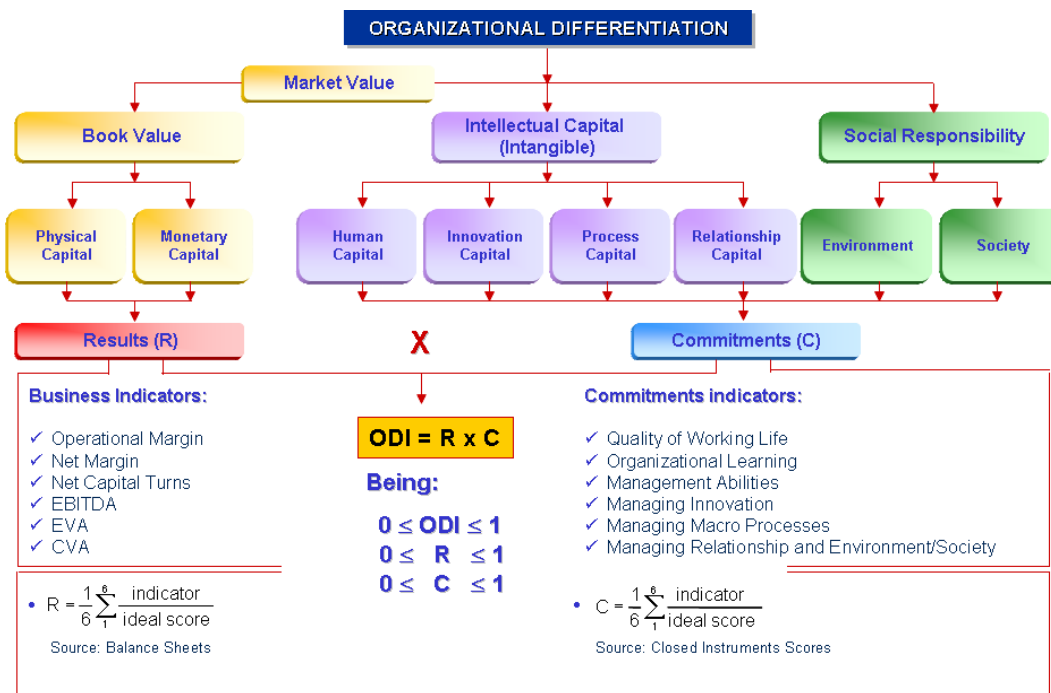 ORGANIZATIONAL DIFFERENTIATION
Market Value
Book Value
Intellectual Capital
(Intangible)
Social Responsibility
Physical
Capital
Monetary
Capital
Human
Capital
Innovation
Capital
Process
Capital
Relationship
Capital
Environment
Society
Results (R)
X
Commitments (C)
Business Indicators:
✓ Operational Margin
✓ Net Margin
✓ Net Capital Turns
✓ EBITDA
✓ EVA
✓ CVA
ODI = R x C
Being:
0 ≤ ODI ≤ 1
0 ≤ R ≤ 1
0 ≤ C ≤ 1
Commitments indicators:
✓ Quality of Working Life
✓ Organizational Learning
✓ Management Abilities
✓ Managing Innovation
✓ Managing Macro Processes
✓ Managing Relationship and Environment/Society
• R = 1/6 6∑1 indicator/ideal score
Source: Balance Sheets
• C = 1/6 6∑1 indicator/ideal score
Source: Closed Instruments Scores